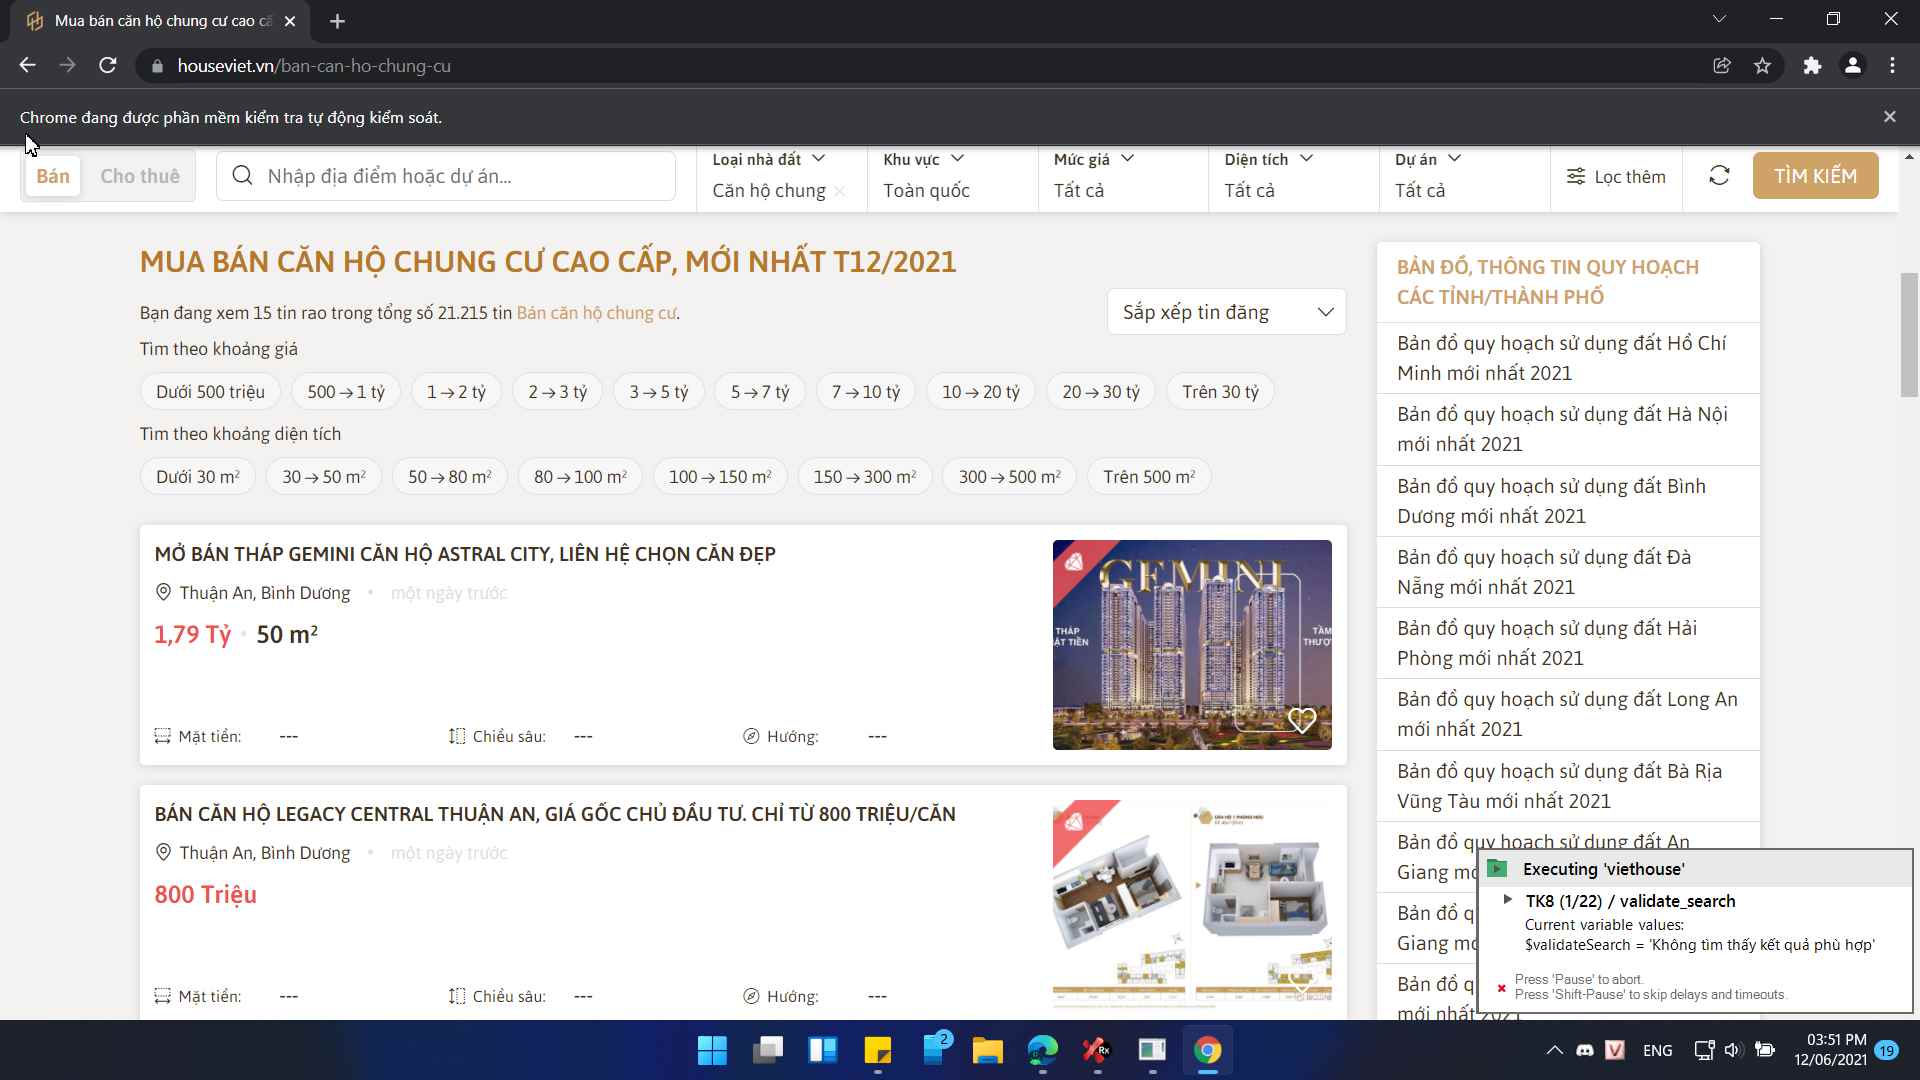 Mua bán căn hộ chung cư cao cấ
houseviet.vn/ban-can-ho-chung-cu
Chrome đang được phần mềm kiểm tra tự động kiểm soát.
Bán
Cho thuê
Nhập địa điểm hoặc dự án...
Loại nhà đất
Căn hộ chung
Khu vực
Toàn quốc
Mức giá
Tất cả
Diện tích
Tất cả
Dự án
Tất cả
Lọc thêm
TÌM KIẾM
MUA BÁN CĂN HỘ CHUNG CƯ CAO CẤP, MỚI NHẤT T12/2021
Bạn đang xem 15 tin rao trong tổng số 21.215 tin Bán căn hộ chung cư.
Sắp xếp tin đăng
Tìm theo khoảng giá
Dưới 500 triệu
500 → 1 tỷ
1 → 2 tỷ
2 → 3 tỷ
3 → 5 tỷ
5 → 7 tỷ
7 → 10 tỷ
10 → 20 tỷ
20 → 30 tỷ
Trên 30 tỷ
Tìm theo khoảng diện tích
Dưới 30 m²
30 → 50 m²
50 → 80 m²
80 → 100 m²
100 → 150 m²
150 → 300 m²
300 → 500 m²
Trên 500 m²
MỞ BÁN THÁP GEMINI CĂN HỘ ASTRAL CITY, LIÊN HỆ CHỌN CĂN ĐẸP
Thuận An, Bình Dương • một ngày trước
1,79 Tỷ • 50 m²
Mặt tiền: ---
Chiều sâu: ---
Hướng: ---
GEMINI
THÁP
ẶT TIỀN
TẦM
THƯỢ
BÁN CĂN HỘ LEGACY CENTRAL THUẬN AN, GIÁ GỐC CHỦ ĐẦU TƯ. CHỈ TỪ 800 TRIỆU/CĂN
Thuận An, Bình Dương • một ngày trước
800 Triệu
Mặt tiền: ---
Chiều sâu: ---
Hướng: ---
BẢN ĐỒ, THÔNG TIN QUY HOẠCH
CÁC TỈNH/THÀNH PHỐ
Bản đồ quy hoạch sử dụng đất Hồ Chí
Minh mới nhất 2021
Bản đồ quy hoạch sử dụng đất Hà Nội
mới nhất 2021
Bản đồ quy hoạch sử dụng đất Bình
Dương mới nhất 2021
Bản đồ quy hoạch sử dụng đất Đà
Nẵng mới nhất 2021
Bản đồ quy hoạch sử dụng đất Hải
Phòng mới nhất 2021
Bản đồ quy hoạch sử dụng đất Long An
mới nhất 2021
Bản đồ quy hoạch sử dụng đất Bà Rịa
Vũng Tàu mới nhất 2021
Bản đồ quy hoạch sử dụng đất An
Giang mớ
Bản đồ q
Giang mớ
Bản đồ q
mới nhất 2021
Executing 'viethouse'
TK8 (1/22) / validate_search
Current variable values:
$validateSearch = 'Không tìm thấy kết quả phù hợp'
Press 'Pause' to abort.
Press 'Shift-Pause' to skip delays and timeouts.
2
Rx
ENG
03:51 PM
12/06/2021
19